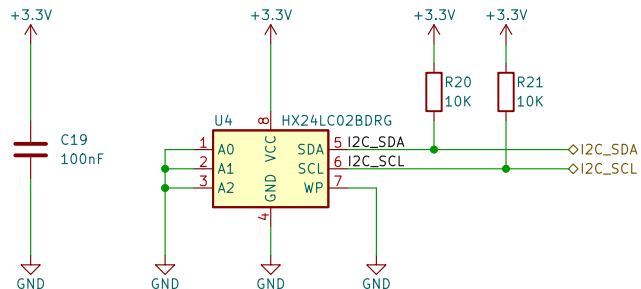 +3.3V
+3.3V
+3.3V
+3.3V
R20
10K
R21
10K
C19
100nF
U4
HX24LC02BDRG
8
VCC
1
A0
2
A1
3
A2
SDA
5
I2C_SDA
SCL
6
I2C_SCL
WP
7
GND
4
I2C_SDA
I2C_SCL
GND
GND
GND
GND